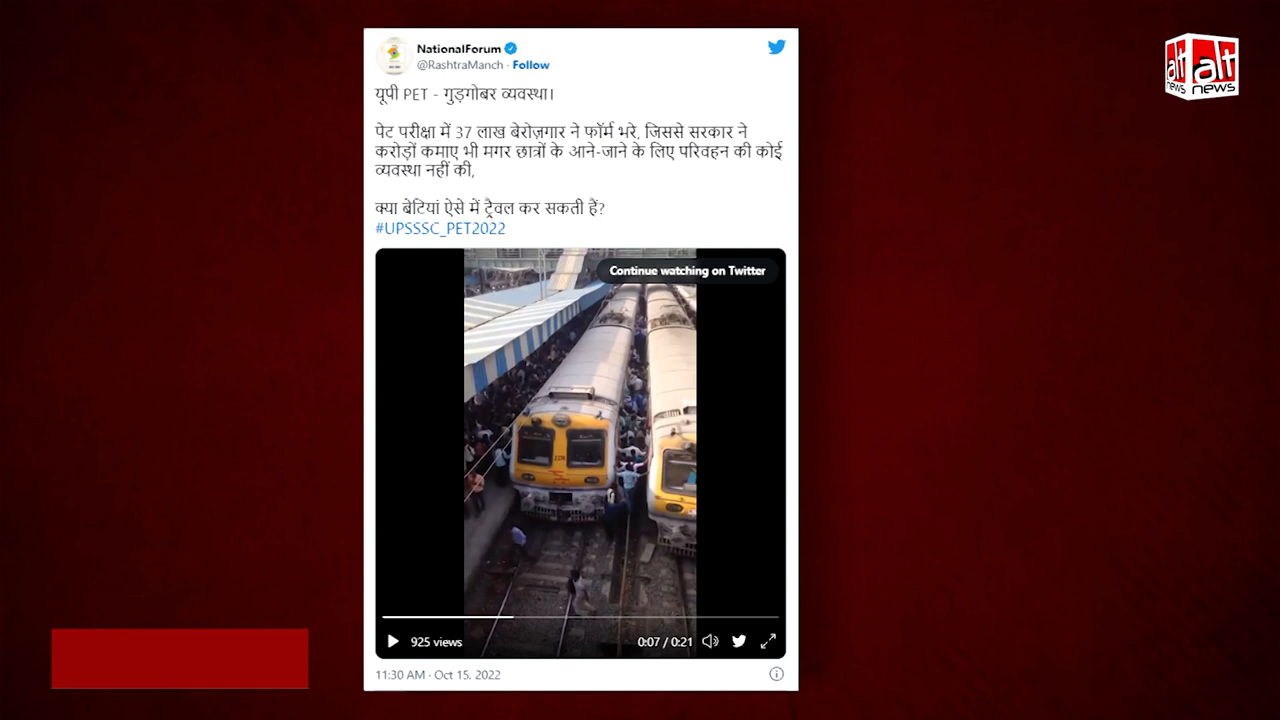 NationalForum
@RashtraManch · Follow
यूपी PET - गुड़गोबर व्यवस्था।
पेट परीक्षा में 37 लाख बेरोज़गार ने फॉर्म भरे, जिससे सरकार ने
करोड़ों कमाए भी मगर छात्रों के आने-जाने के लिए परिवहन की कोई
व्यवस्था नहीं की,
क्या बेटियां ऐसे में ट्रैवल कर सकती हैं?
#UPSSSC_PET2022
Continue watching on Twitter
925 views
0:07 / 0:21
11:30 AM · Oct 15, 2022
alt alt
news news